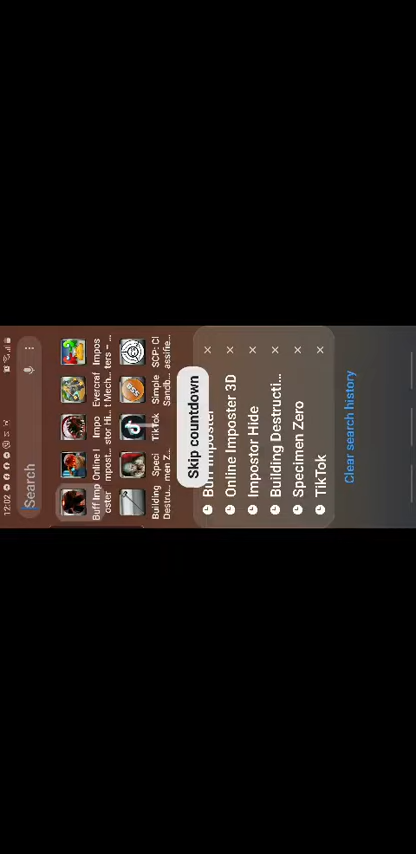 12:02
Search
Buff Imp
oster
Online I
mpost...
Impo
stor Hi...
Evercraf
t Mech...
Impos
ters – ...
Building
Destru...
Speci
men Z...
TikTok
Simple
Sandb...
SCP: Cl
assifie...
Skip countdown
Buff Imposter
Online Imposter 3D
Impostor Hide
Building Destructi...
Specimen Zero
TikTok
Clear search history